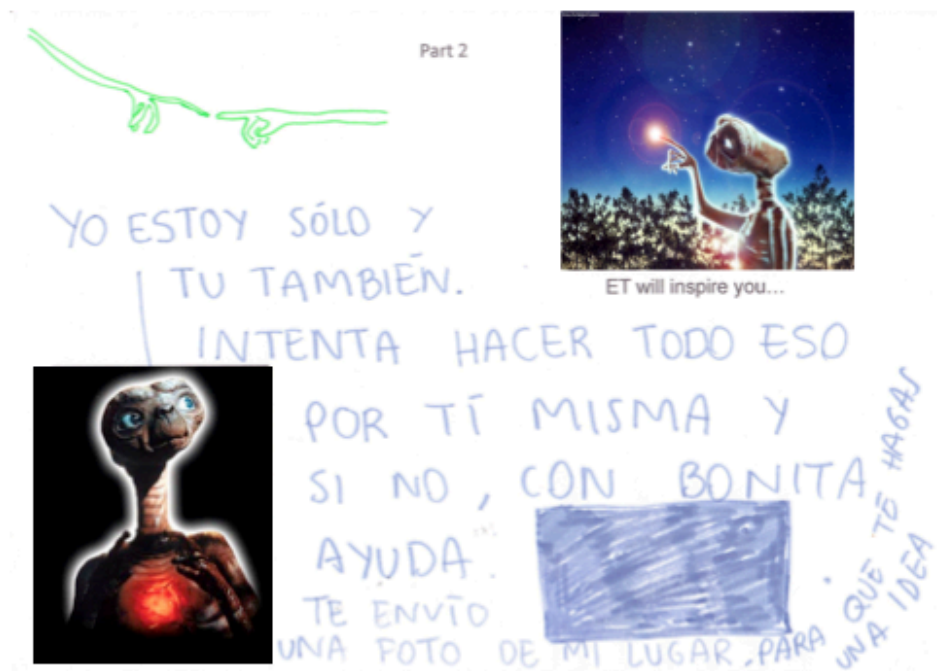 Part 2
ET will inspire you...
YO ESTOY SÓLO Y
TU TAMBIÉN.
INTENTA HACER TODO ESO
POR TÍ MISMA Y
SI NO, CON BONITA
AYUDA
TE ENVÍO
UNA FOTO DE MI LUGAR. PARA QUE TE HAGAS
UNA IDEA